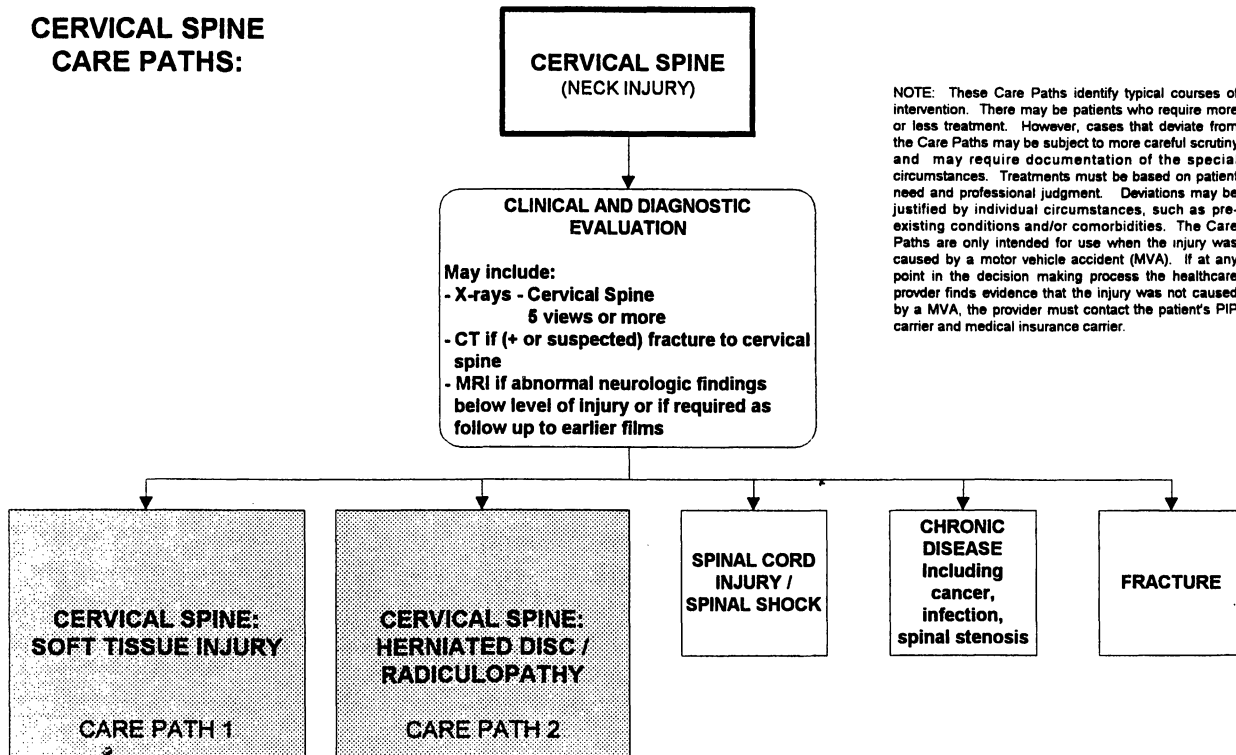 CERVICAL SPINE
CARE PATHS:
CERVICAL SPINE
(NECK INJURY)
NOTE: These Care Paths identify typical courses of
intervention. There may be patients who require more
or less treatment. However, cases that deviate from
the Care Paths may be subject to more careful scrutiny
and may require documentation of the special
circumstances. Treatments must be based on patient
need and professional judgment. Deviations may be
justified by individual circumstances, such as pre-
existing conditions and/or comorbidities. The Care
Paths are only intended for use when the injury was
caused by a motor vehicle accident (MVA). If at any
point in the decision making process the healthcare
provder finds evidence that the injury was not caused
by a MVA, the provider must contact the patient's PIP
carrier and medical insurance carrier.
CLINICAL AND DIAGNOSTIC
EVALUATION
May include:
- X-rays - Cervical Spine
5 views or more
- CT if (+ or suspected) fracture to cervical
spine
- MRI if abnormal neurologic findings
below level of injury or if required as
follow up to earlier films
CERVICAL SPINE:
SOFT TISSUE INJURY
CARE PATH 1
CERVICAL SPINE:
HERNIATED DISC /
RADICULOPATHY
CARE PATH 2
SPINAL CORD
INJURY /
SPINAL SHOCK
CHRONIC
DISEASE
Including
cancer,
infection,
spinal stenosis
FRACTURE